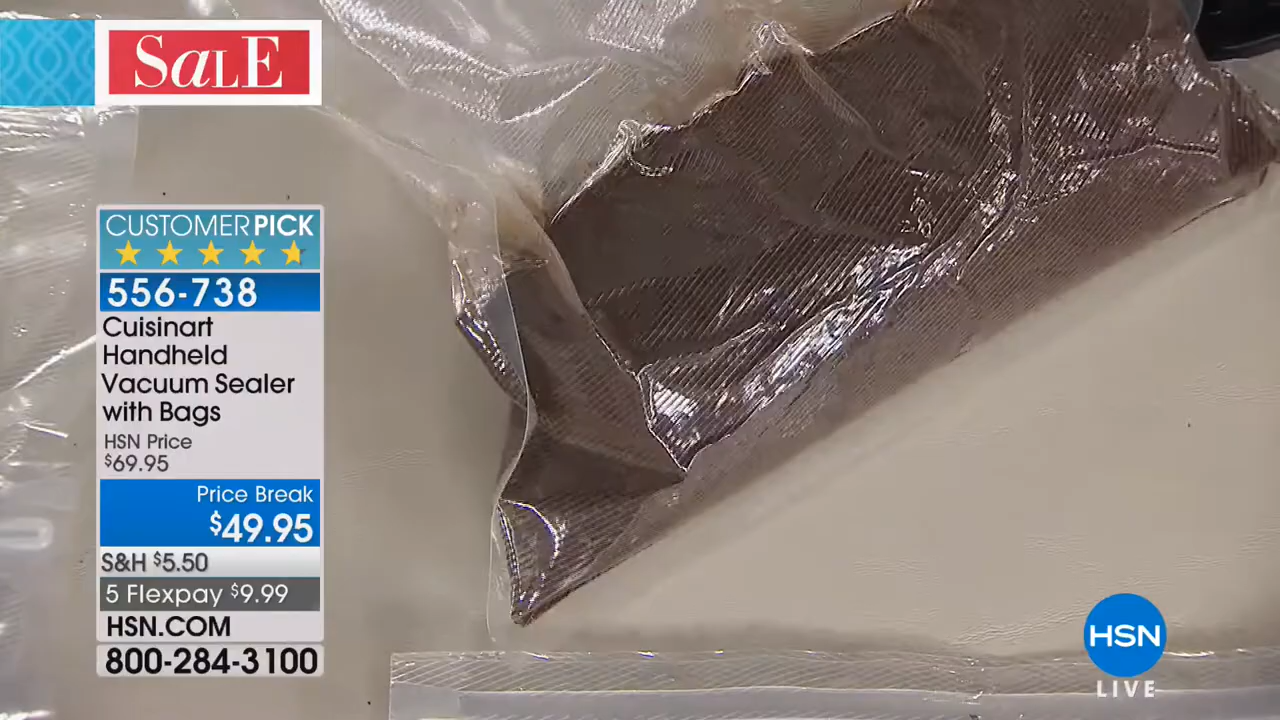 SaLE
CUSTOMER PICK
556-738
Cuisinart
Handheld
Vacuum Sealer
with Bags
HSN Price
$69.95
Price Break
$49.95
S&H $5.50
5 Flexpay $9.99
HSN.COM
800-284-3100
HSN
LIVE